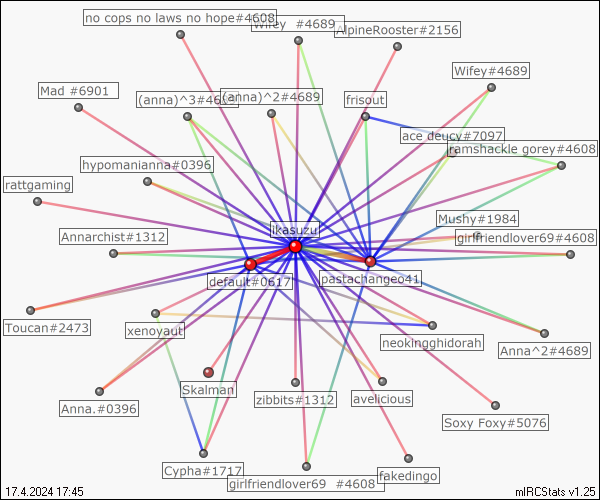 no cops no laws no hope#4608
Wifey #4689
AlpineRooster#2156
Wifey#4689
Mad #6901
(anna)^3#4689
(anna)^2#4689
frisout
ace deucy#7097
ramshackle gorey#4608
hypomanianna#0396
rattgaming
Mushy#1984
ikasuzu
Annarchist#1312
girlfriendlover69#4608
default#0617
pastachangeo41
Toucan#2473
xenoyaut
neokingghidorah
Anna^2#4689
Skalman
zibbits#1312
avelicious
Anna.#0396
Soxy Foxy#5076
Cypha#1717
girlfriendlover69 #4608
fakedingo
17.4.2024 17:45
mIRCStats v1.25